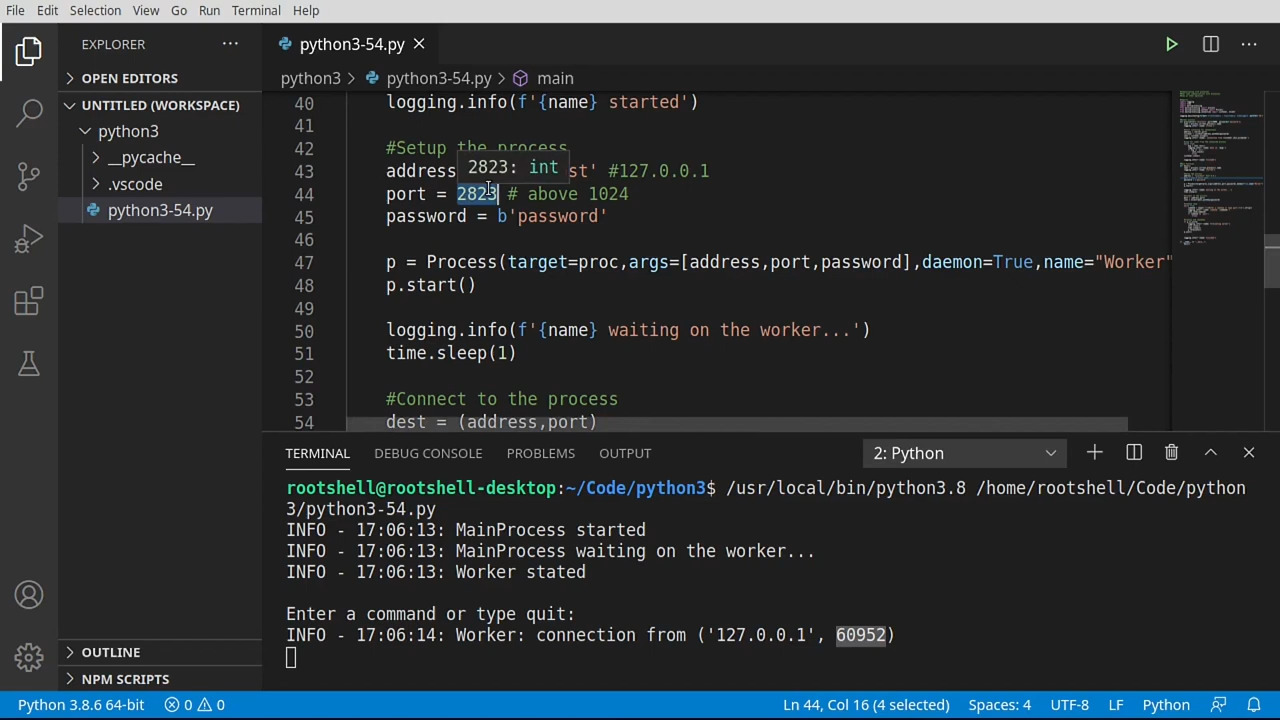 File Edit Selection View Go Run Terminal Help
EXPLORER
OPEN EDITORS
UNTITLED (WORKSPACE)
python3
__pycache__
.vscode
python3-54.py
OUTLINE
NPM SCRIPTS
python3-54.py
python3 python3-54.py main
40 logging.info(f'{name} started')
41
42 #Setup the process
2823: int
43 address st' #127.0.0.1
44 port = 2823 # above 1024
45 password = b'password'
46
47 p = Process(target=proc,args=[address,port,password],daemon=True,name="Worker"
48 p.start()
49
50 logging.info(f'{name} waiting on the worker...')
51 time.sleep(1)
52
53 #Connect to the process
54 dest = (address,port)
TERMINAL DEBUG CONSOLE PROBLEMS OUTPUT 2: Python
rootshell@rootshell-desktop:~/Code/python3$ /usr/local/bin/python3.8 /home/rootshell/Code/python
3/python3-54.py
INFO - 17:06:13: MainProcess started
INFO - 17:06:13: MainProcess waiting on the worker...
INFO - 17:06:13: Worker stated
Enter a command or type quit:
INFO - 17:06:14: Worker: connection from ('127.0.0.1', 60952)
Python 3.8.6 64-bit 0 0 Ln 44, Col 16 (4 selected) Spaces: 4 UTF-8 LF Python